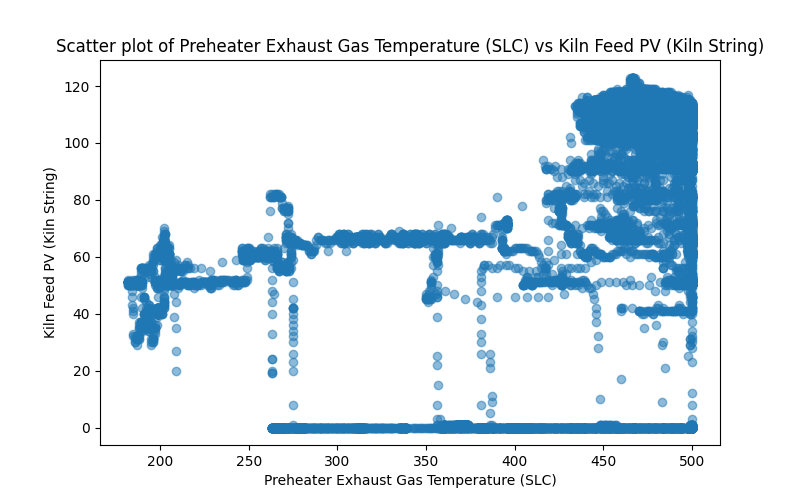 Scatter plot of Preheater Exhaust Gas Temperature (SLC) vs Kiln Feed PV (Kiln String)
Kiln Feed PV (Kiln String)
120
100
80
60
40
20
0
200 250 300 350 400 450 500
Preheater Exhaust Gas Temperature (SLC)